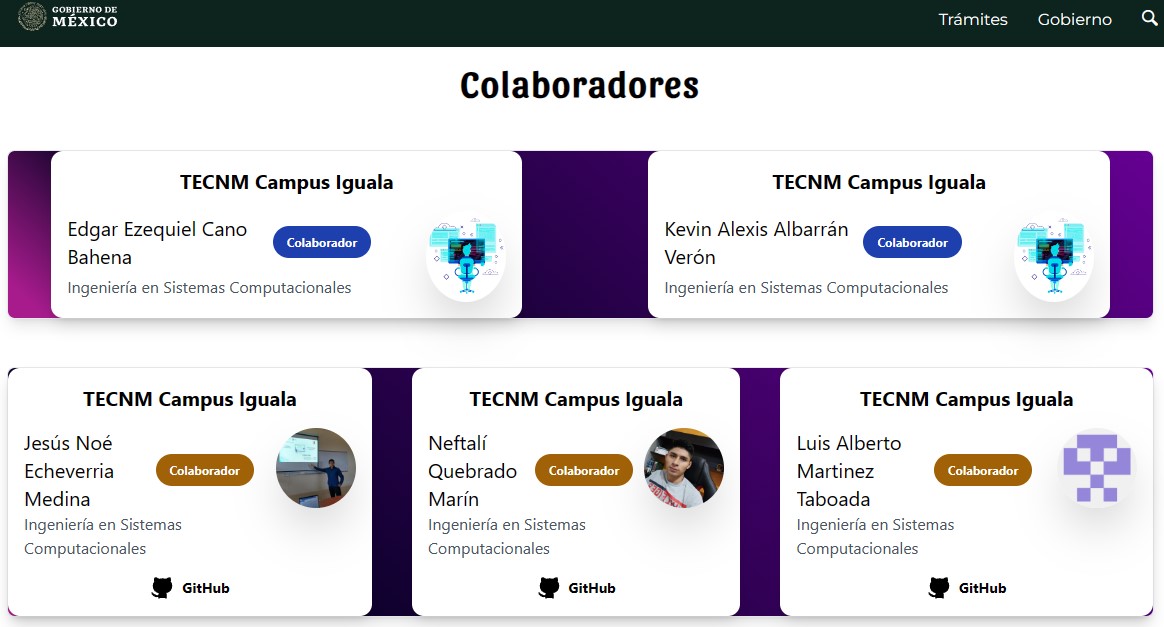 GOBIERNO DE
MÉXICO
Trámites
Gobierno
Colaboradores
TECNM Campus Iguala
Edgar Ezequiel Cano
Bahena
Colaborador
Ingeniería en Sistemas Computacionales
TECNM Campus Iguala
Kevin Alexis Albarrán
Verón
Colaborador
Ingeniería en Sistemas Computacionales
TECNM Campus Iguala
Jesús Noé
Echeverria
Medina
Colaborador
Ingeniería en Sistemas
Computacionales
GitHub
TECNM Campus Iguala
Neftalí
Quebrado
Marín
Colaborador
Ingeniería en Sistemas
Computacionales
GitHub
TECNM Campus Iguala
Luis Alberto
Martinez
Taboada
Colaborador
Ingeniería en Sistemas
Computacionales
GitHub